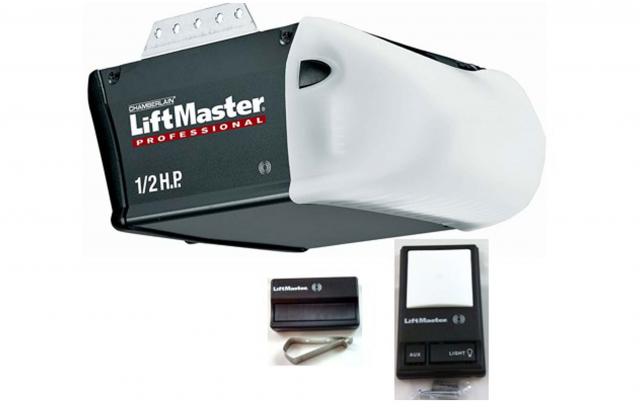 CHAMBERLAIN
LiftMaster
PROFESSIONAL
1/2 H.P.
LiftMaster
LiftMaster
AUX
LIGHT